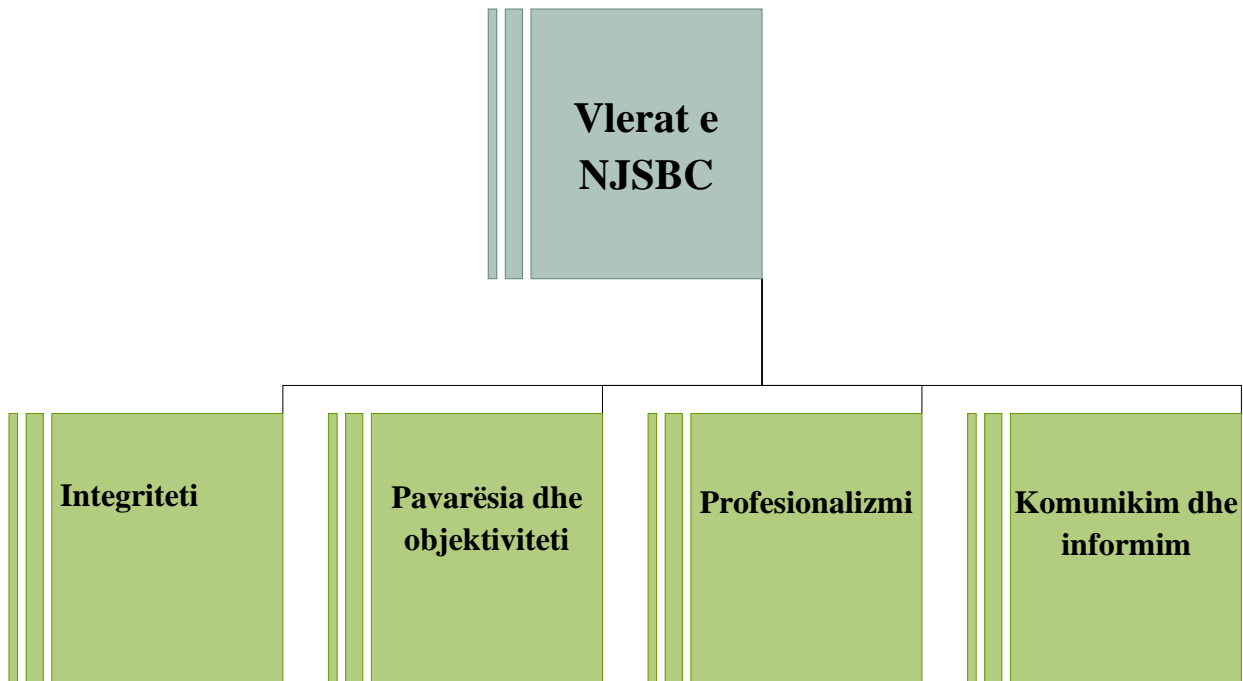 Vlerat e
NJSBC
Integriteti
Pavarësia dhe
objektiviteti
Profesionalizmi
Komunikim dhe
informim